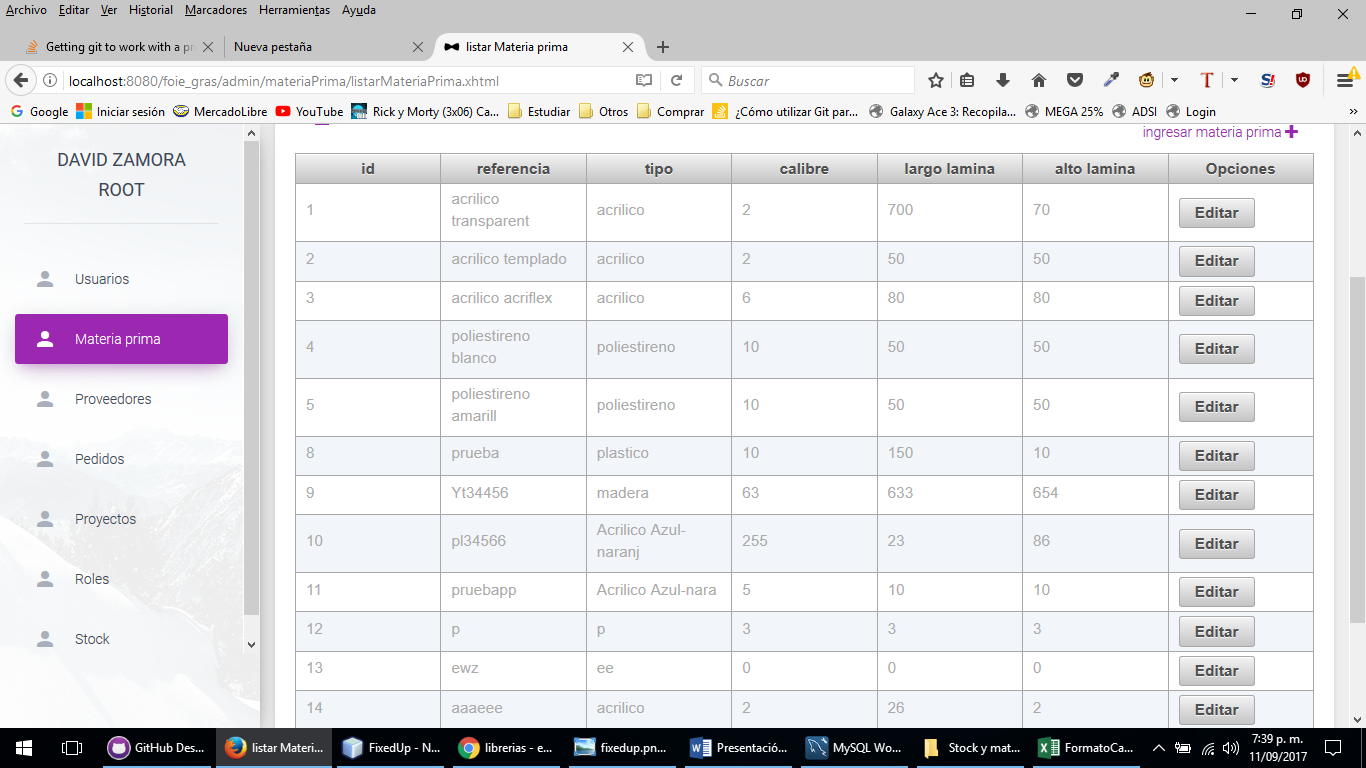 Archivo Editar Ver Historial Marcadores Herramientas Ayuda
Getting git to work with a pr
Nueva pestaña
listar Materia prima
localhost:8080/foie_gras/admin/materiaPrima/listarMateriaPrima.xhtml
Buscar
Google Iniciar sesión MercadoLibre YouTube Rick y Morty (3x06) Ca... Estudiar Otros Comprar ¿Cómo utilizar Git par... Galaxy Ace 3: Recopila... MEGA 25% ADSI Login
DAVID ZAMORA
ROOT
Usuarios
Materia prima
Proveedores
Pedidos
Proyectos
Roles
Stock
ingresar materia prima
id referencia tipo calibre largo lamina alto lamina Opciones
1 acrilico transparent acrilico 2 700 70 Editar
2 acrilico templado acrilico 2 50 50 Editar
3 acrilico acriflex acrilico 6 80 80 Editar
4 poliestireno blanco poliestireno 10 50 50 Editar
5 poliestireno amarill poliestireno 10 50 50 Editar
8 prueba plastico 10 150 10 Editar
9 Yt34456 madera 63 633 654 Editar
10 pl34566 Acrilico Azul-naranj 255 23 86 Editar
11 pruebapp Acrilico Azul-nara 5 10 10 Editar
12 p p 3 3 3 Editar
13 ewz ee 0 0 0 Editar
14 aaaeee acrilico 2 26 2 Editar
GitHub Des... listar Materi... FixedUp - N... librerias - e... fixedup.pn... Presentació... MySQL Wo... Stock y mat... FormatoCa...
7:39 p. m.
11/09/2017